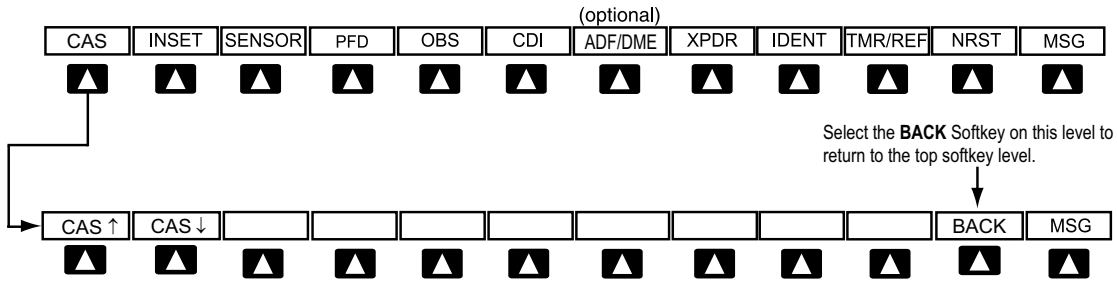 (optional)
CAS INSET SENSOR PFD OBS CDI ADF/DME XPDR IDENT TMR/REF NRST MSG
Select the BACK Softkey on this level to
return to the top softkey level.
CAS ↑ CAS ↓ BACK MSG